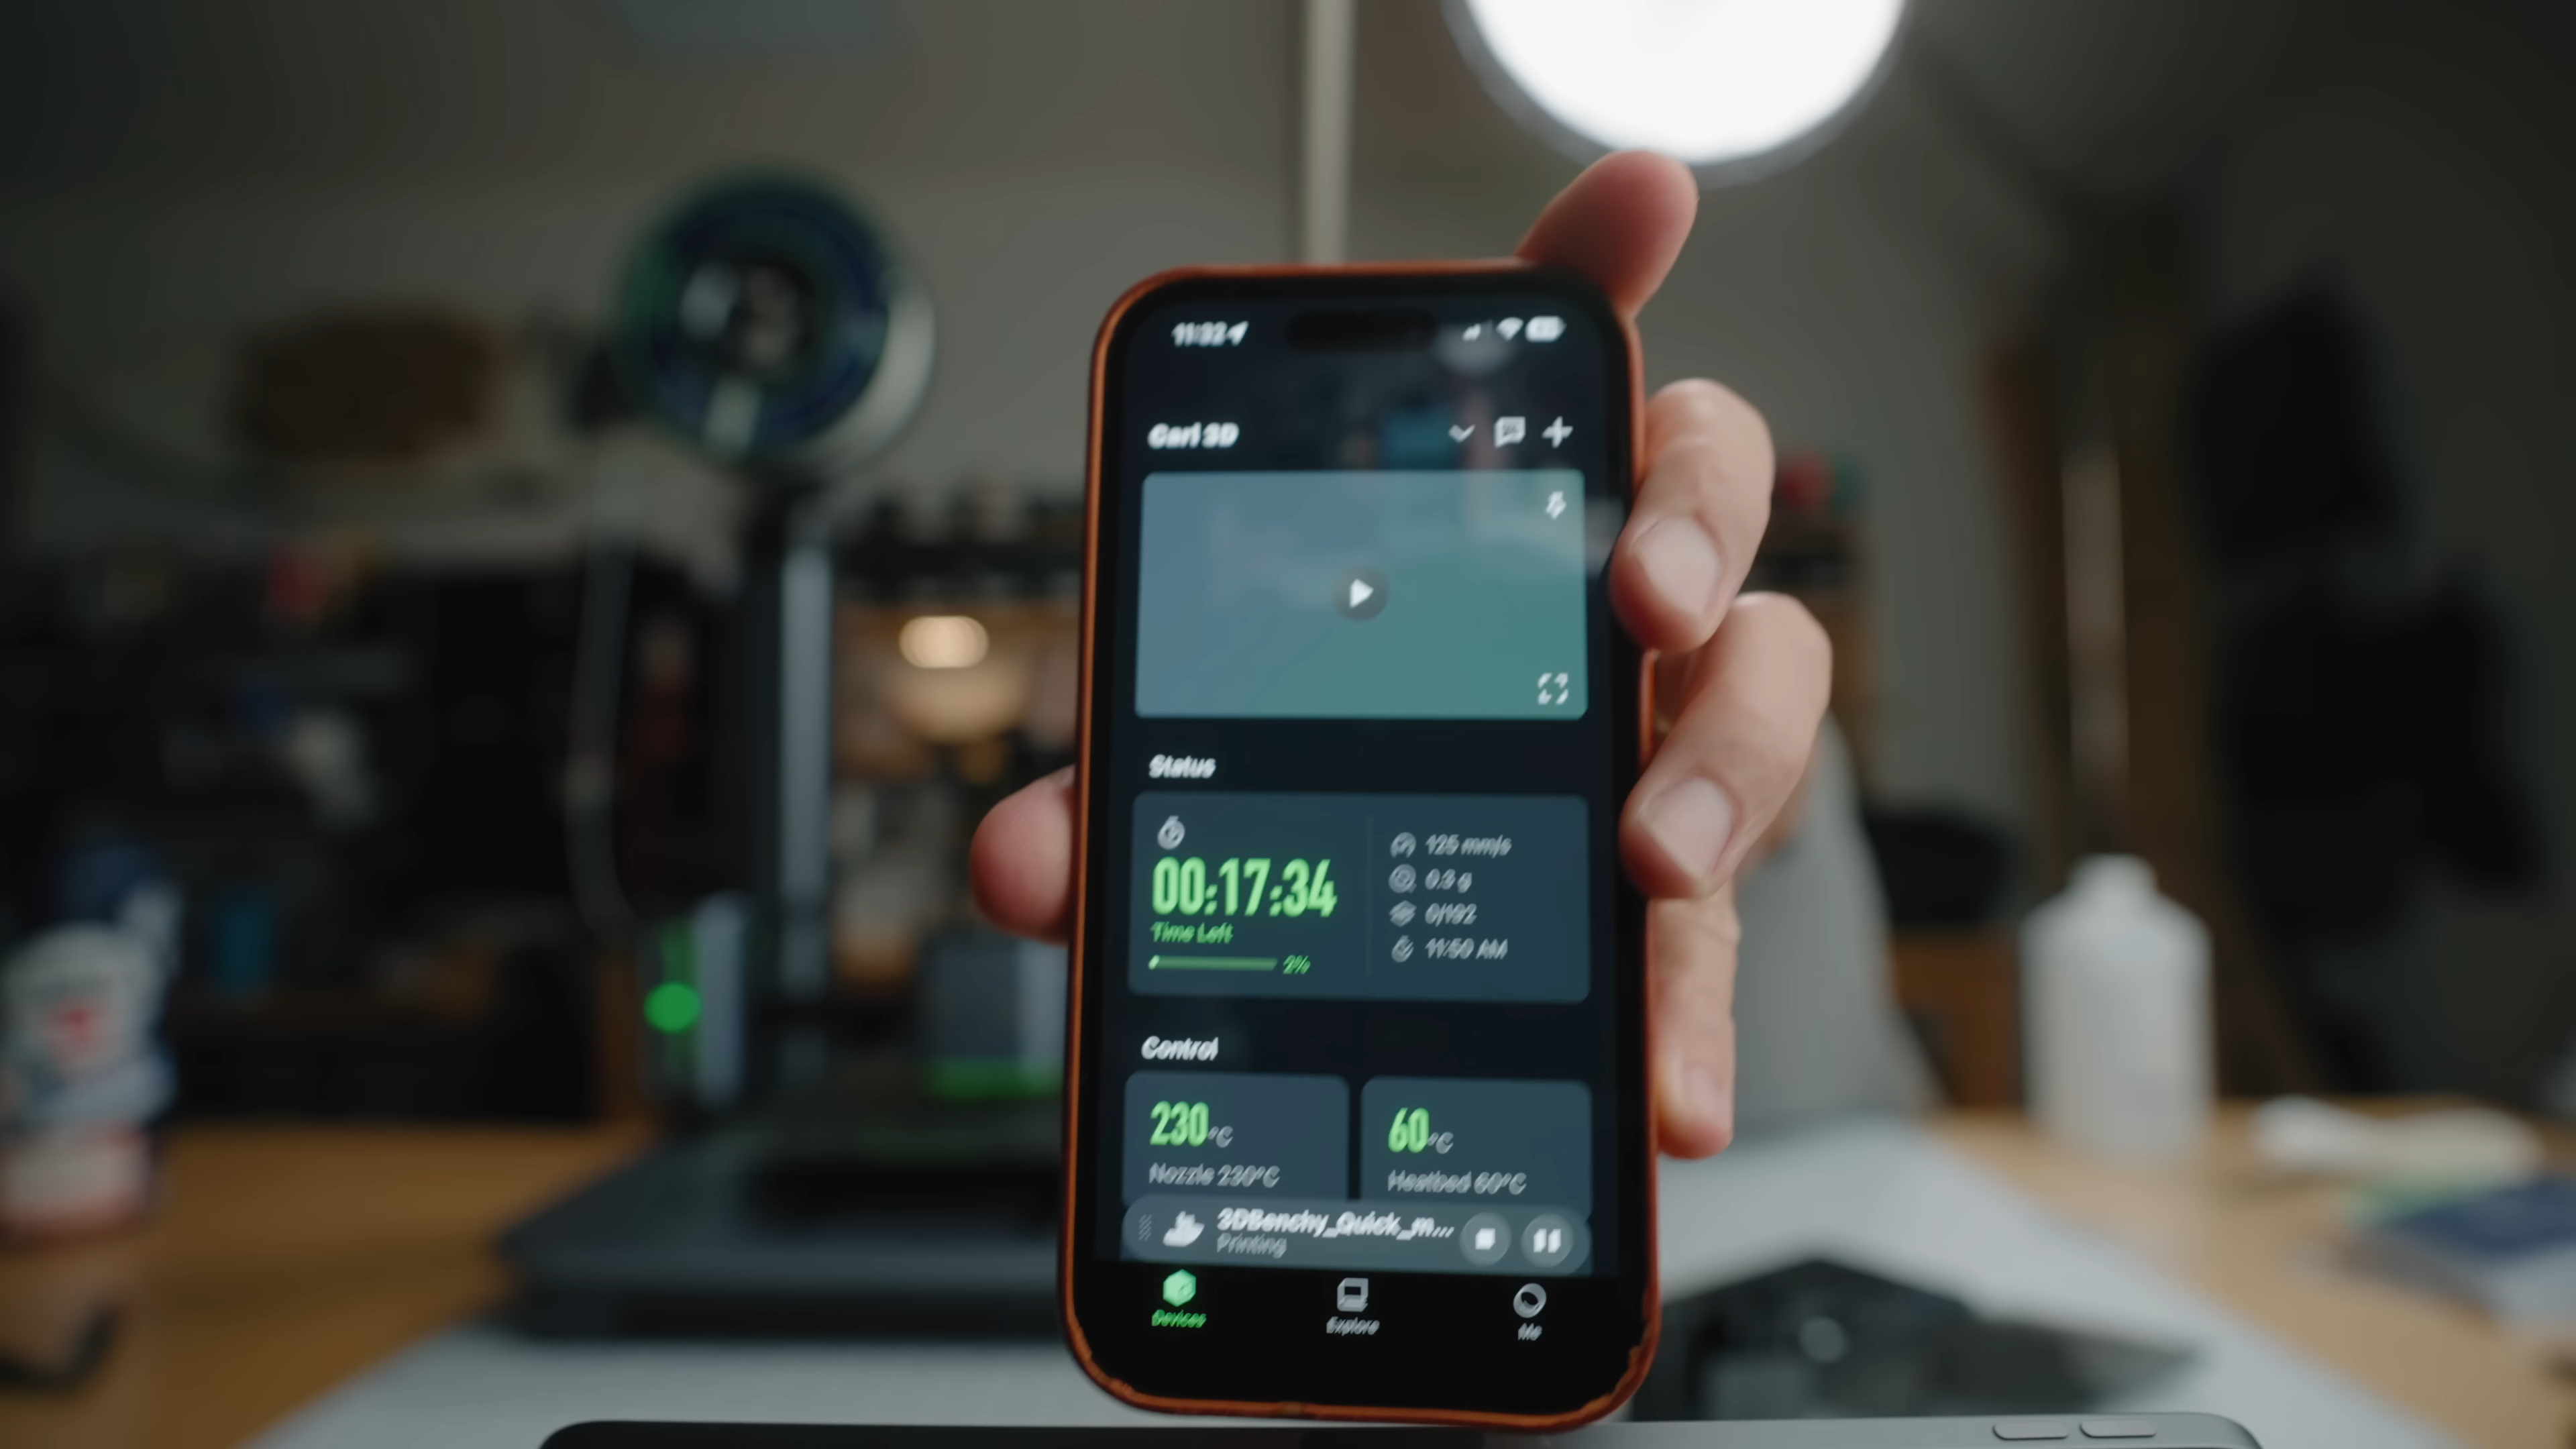 11:32
Carl 3D
Status
00:17:34
Time Left
2%
125 mm/s
0.3 g
0/192
11:50 AM
Control
230°C
Nozzle 230°C
60°C
Heatbed 60°C
3DBenchy_Quick_m...
Printing
Devices
Explore
Me